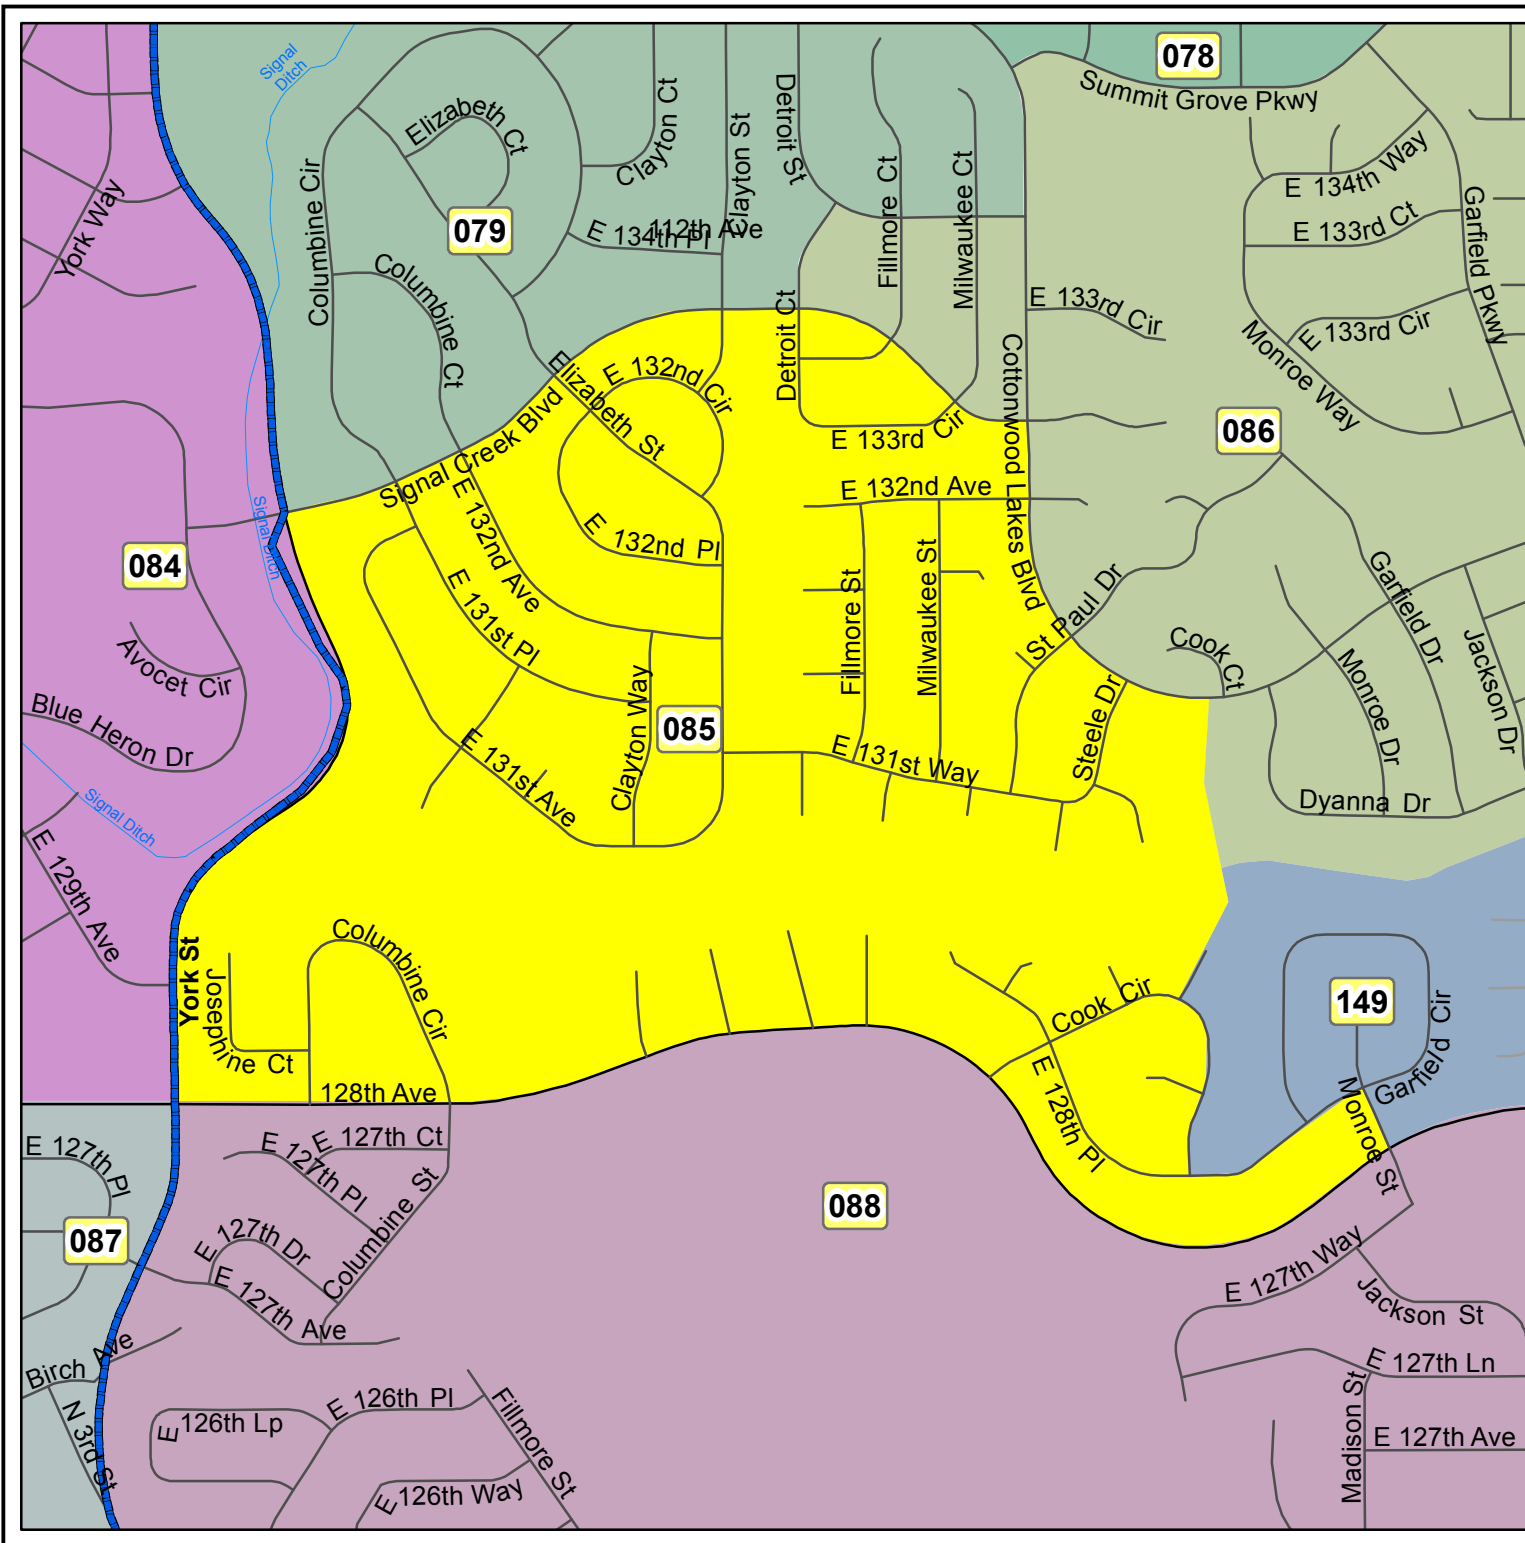 078
Signal
Ditch
Summit Grove Pkwy
Elizabeth Ct
Clayton Ct
Detroit St
Clayton St
Columbine Cir
Fillmore Ct
Milwaukee Ct
E 134th Way
York Way
079
E 134th Pl
112th Ave
E 133rd Ct
Garfield Pkwy
Columbine Ct
Detroit Ct
E 133rd Cir
E 133rd Cir
Monroe Way
Elizabeth St
E 132nd Cir
Cottonwood Lakes Blvd
086
Signal Creek Blvd
E 133rd Cir
E 132nd Ave
E 132nd Ave
Signal Ditch
084
E 132nd Pl
E 131st Pl
Fillmore St
Milwaukee St
St Paul Dr
Garfield Dr
Cook Ct
Monroe Dr
Jackson Dr
Avocet Cir
Blue Heron Dr
Clayton Way
085
E 131st Way
Steele Dr
E 131st Ave
Dyanna Dr
Signal Ditch
E 129th Ave
York St
Josephine Ct
Columbine Cir
Cook Cir
149
Garfield Cir
128th Ave
E 128th Pl
Monroe St
E 127th Pl
E 127th Ct
E 127th Pl
Columbine St
088
087
E 127th Dr
E 127th Ave
E 127th Way
Jackson St
Birch Ave
E 127th Ln
N 3rd St
E 126th Lp
E 126th Pl
Fillmore St
E 126th Way
Madison St
E 127th Ave